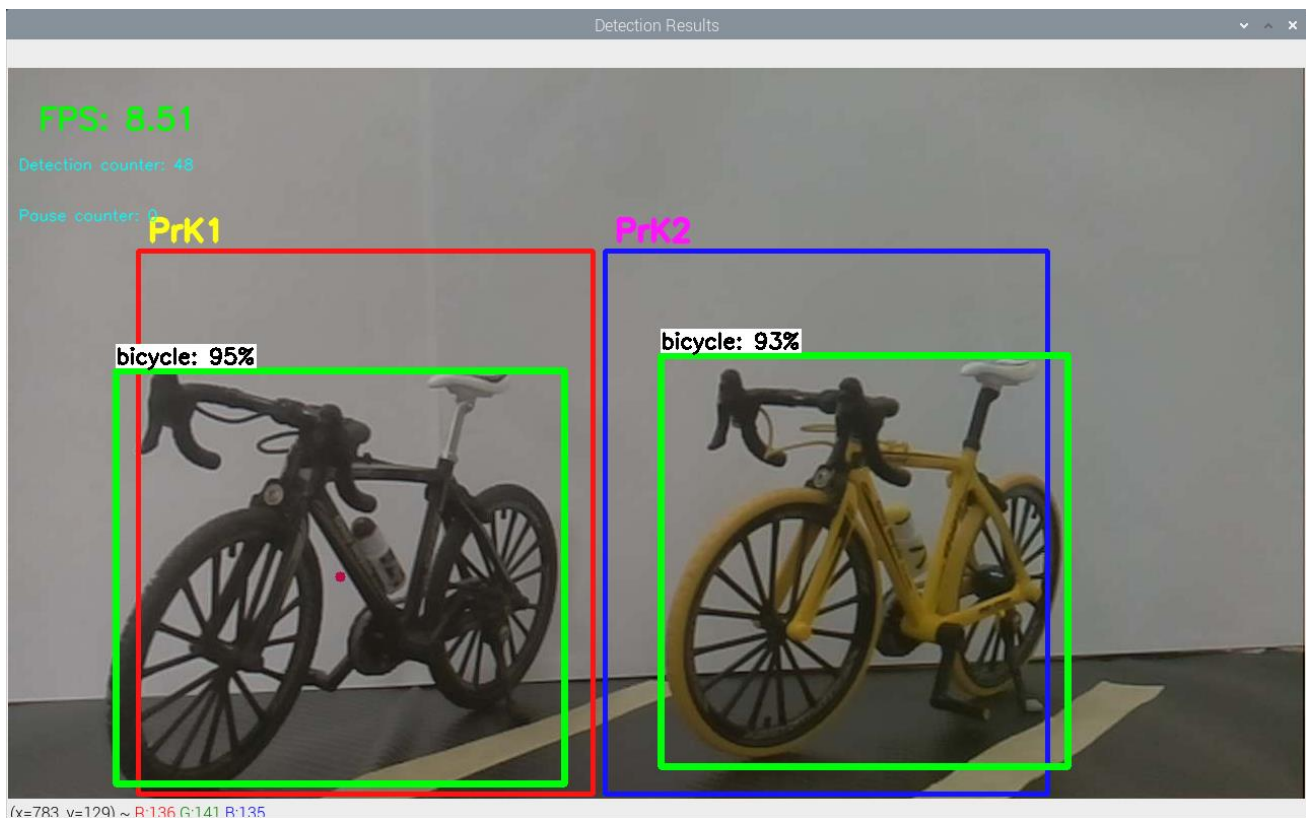 Detection Results
FPS: 8.51
Detection counter: 48
Pouse counter: 0
PrK1
PrK2
bicycle: 95%
bicycle: 93%
(x=783, y=129) ~ R:136 G:141 B:135